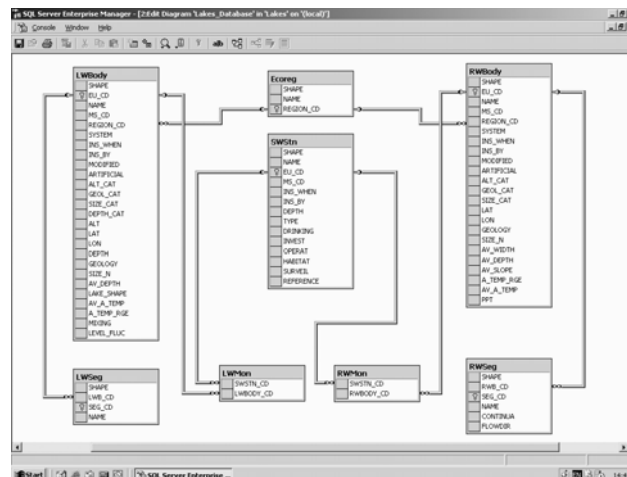 SQL Server Enterprise Manager - [2:Edit Diagram 'Lakes_Database' in 'Lakes' on '(local)']
Console Window Help
LWBody
SHAPE
EU_CD
NAME
MS_CD
REGION_CD
SYSTEM
INS_WHEN
INS_BY
MODIFIED
ARTIFICIAL
ALT_CAT
GEOL_CAT
SIZE_CAT
DEPTH_CAT
ALT
LAT
LON
DEPTH
GEOLOGY
SIZE_N
AV_DEPTH
LAKE_SHAPE
AV_A_TEMP
A_TEMP_RGE
MIXING
LEVEL_FLUC
Ecoreg
SHAPE
NAME
REGION_CD
SWStn
SHAPE
NAME
EU_CD
MS_CD
INS_WHEN
INS_BY
DEPTH
TYPE
DRINKING
INVEST
OPERAT
HABITAT
SURVEIL
REFERENCE
RWBody
SHAPE
EU_CD
NAME
MS_CD
REGION_CD
SYSTEM
INS_WHEN
INS_BY
MODIFIED
ARTIFICIAL
ALT_CAT
GEOL_CAT
SIZE_CAT
LAT
LON
GEOLOGY
SIZE_N
AV_WIDTH
AV_DEPTH
AV_SLOPE
A_TEMP_RGE
AV_A_TEMP
PPT
LWSeg
SHAPE
LWB_CD
SEG_CD
NAME
LWMon
SWSTN_CD
LWBODY_CD
RWMon
SWSTN_CD
RWBODY_CD
RWSeg
SHAPE
RWB_CD
SEG_CD
NAME
CONTINUA
FLOWDIR
Start
SQL Server Enterprise ...